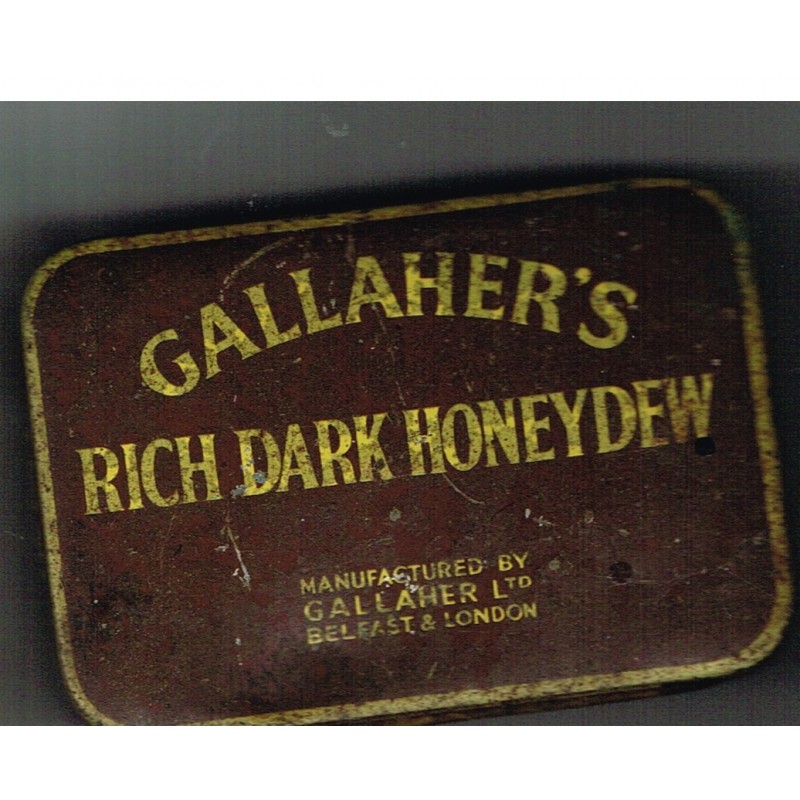 GALLAHER'S
RICH DARK HONEYDEW
MANUFACTURED BY
GALLAHER LTD
BELFAST & LONDON